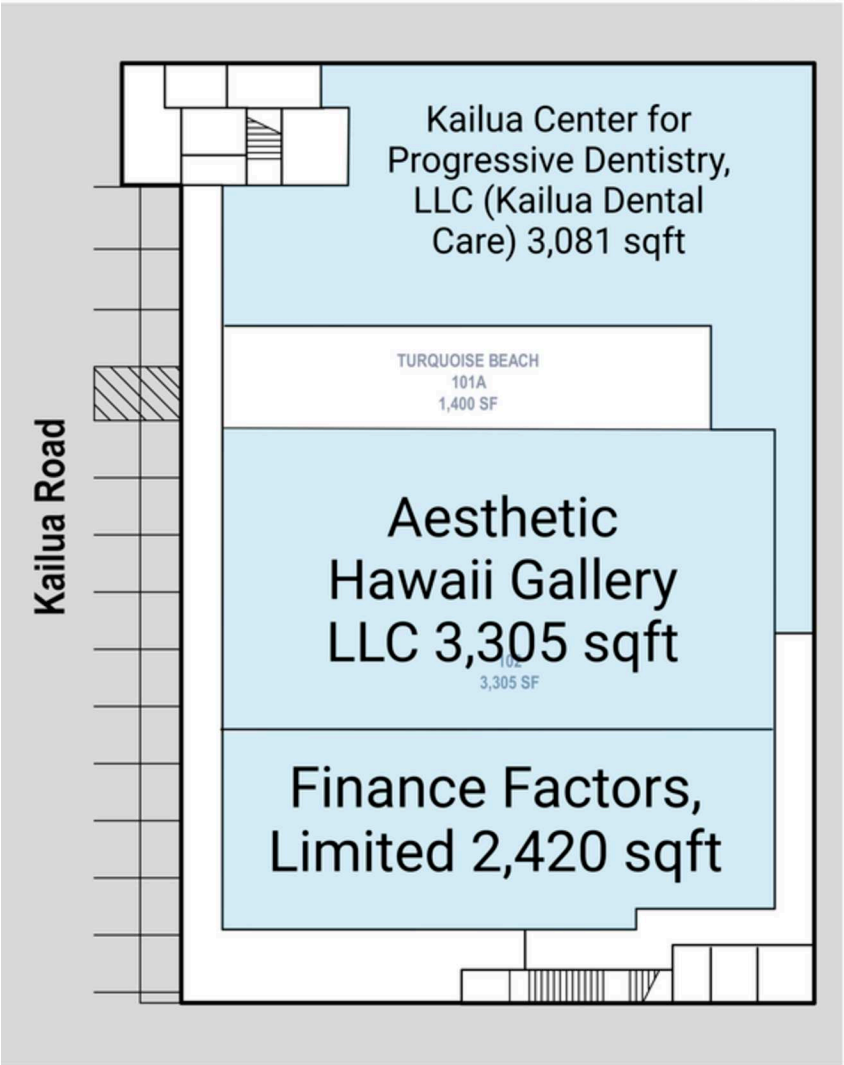 Kailua Center for
Progressive Dentistry,
LLC (Kailua Dental
Care) 3,081 sqft
TURQUOISE BEACH
101A
1,400 SF
Kailua Road
Aesthetic
Hawaii Gallery
LLC 3,305 sqft
102
3,305 SF
Finance Factors,
Limited 2,420 sqft